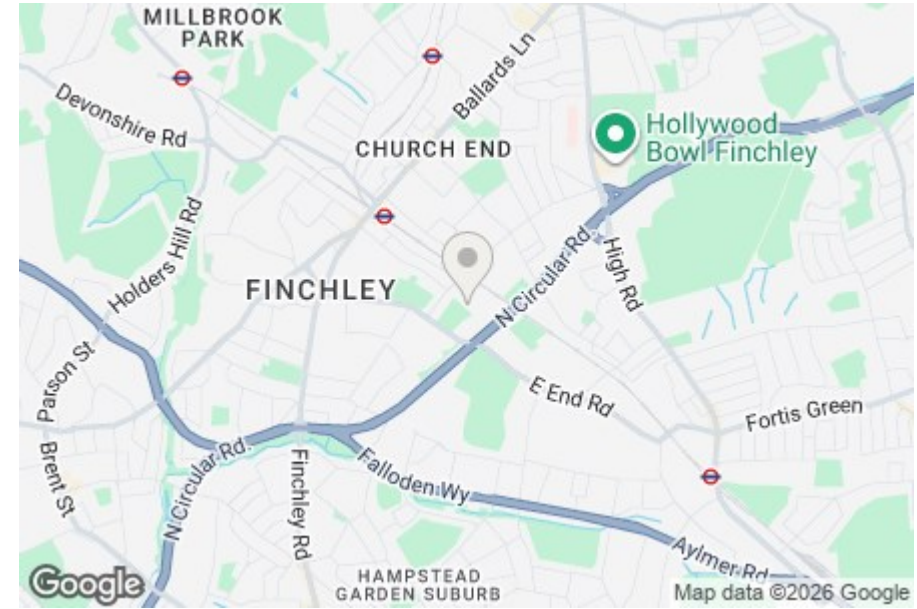 MILLBROOK
PARK
Ballards Ln
Devonshire Rd
Hollywood
Bowl Finchley
CHURCH END
Holders Hill Rd
High Rd
N Circular Rd
FINCHLEY
Parson St
E End Rd
Fortis Green
Brent St
N Circular Rd.
Finchley Rd
Falloden Wy
Aylmer Rd
HAMPSTEAD
GARDEN SUBURB
Google
Map data ©2026 Google